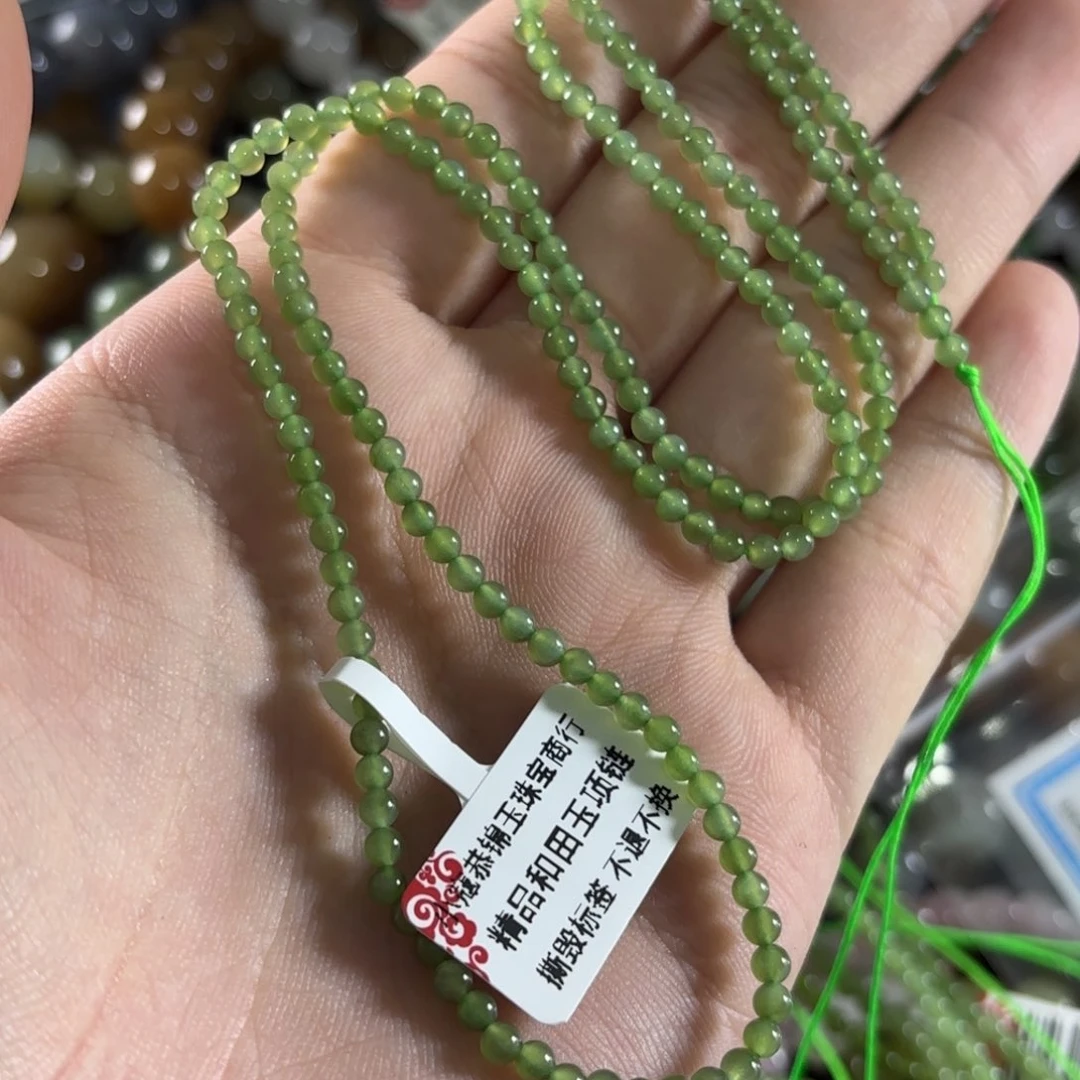 恭锦玉珠宝商行
精品和田玉项链
撕毁标签 不退不换